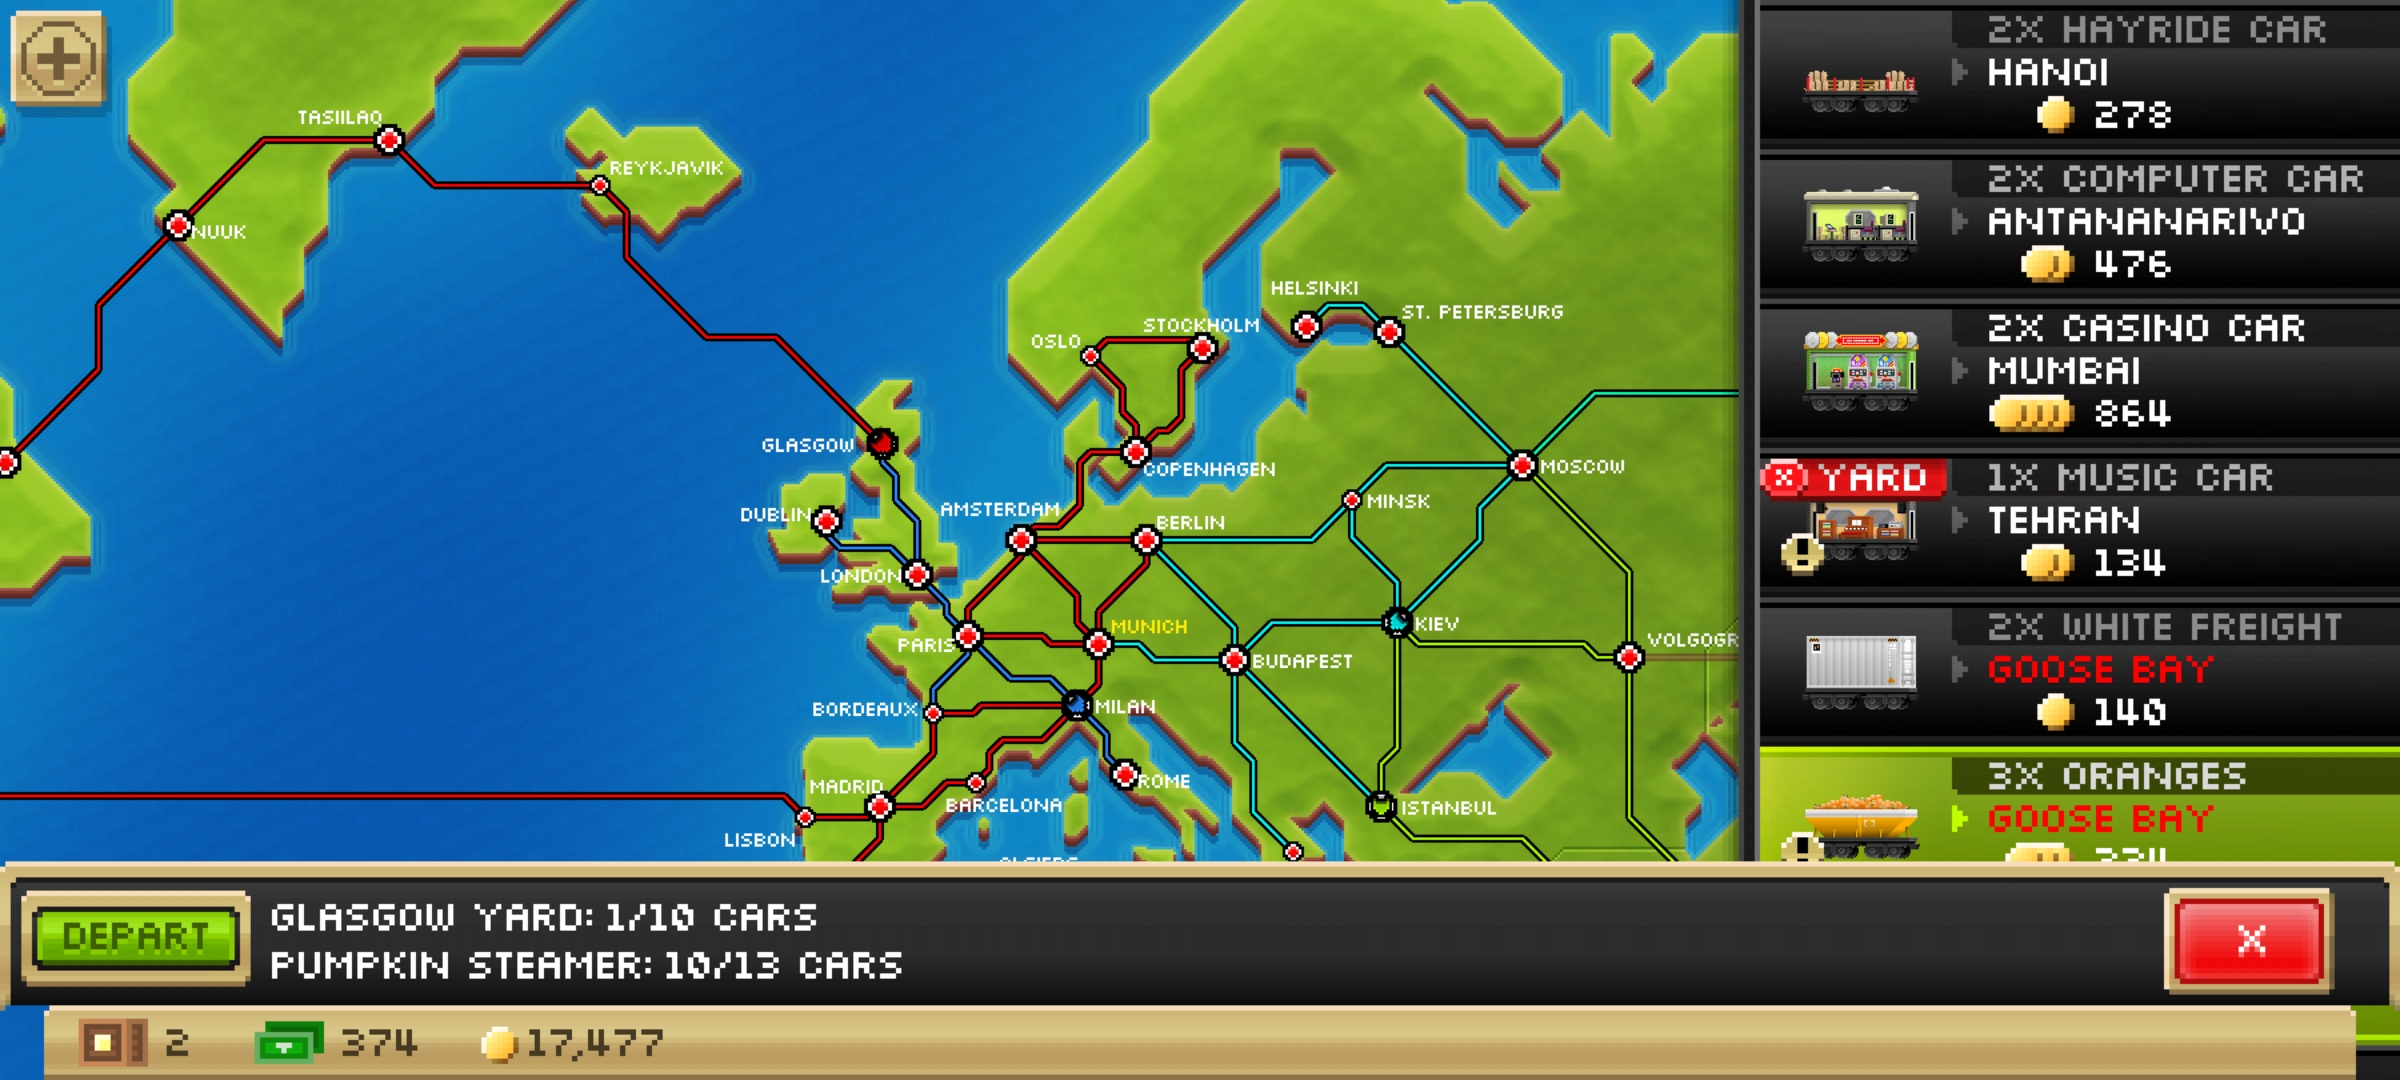 TASIILAQ
REYKJAVIK
NUUK
HELSINKI
ST. PETERSBURG
STOCKHOLM
OSLO
GLASGOW
COPENHAGEN
MOSCOW
MINSK
AMSTERDAM
DUBLIN
BERLIN
LONDON
MUNICH
KIEV
PARIS
VOLGOGR
BUDAPEST
BORDEAUX
MILAN
ROME
MADRID
BARCELONA
ISTANBUL
LISBON
2X HAYRIDE CAR
HANOI
278
2X COMPUTER CAR
ANTANANARIVO
476
2X CASINO CAR
MUMBAI
864
X YARD
1X MUSIC CAR
TEHRAN
134
2X WHITE FREIGHT
GOOSE BAY
140
3X ORANGES
GOOSE BAY
DEPART
GLASGOW YARD: 1/10 CARS
PUMPKIN STEAMER: 10/13 CARS
X
2
374
17,477